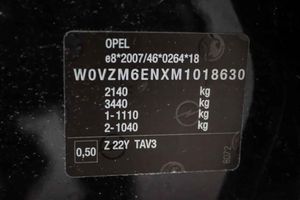 OPEL
e8*2007/46*0264*18
W0VZM6ENXM1018630
2140 kg
3440 kg
1-1110 kg
2-1040 kg
0,50 Z 22Y TAV3
BD72